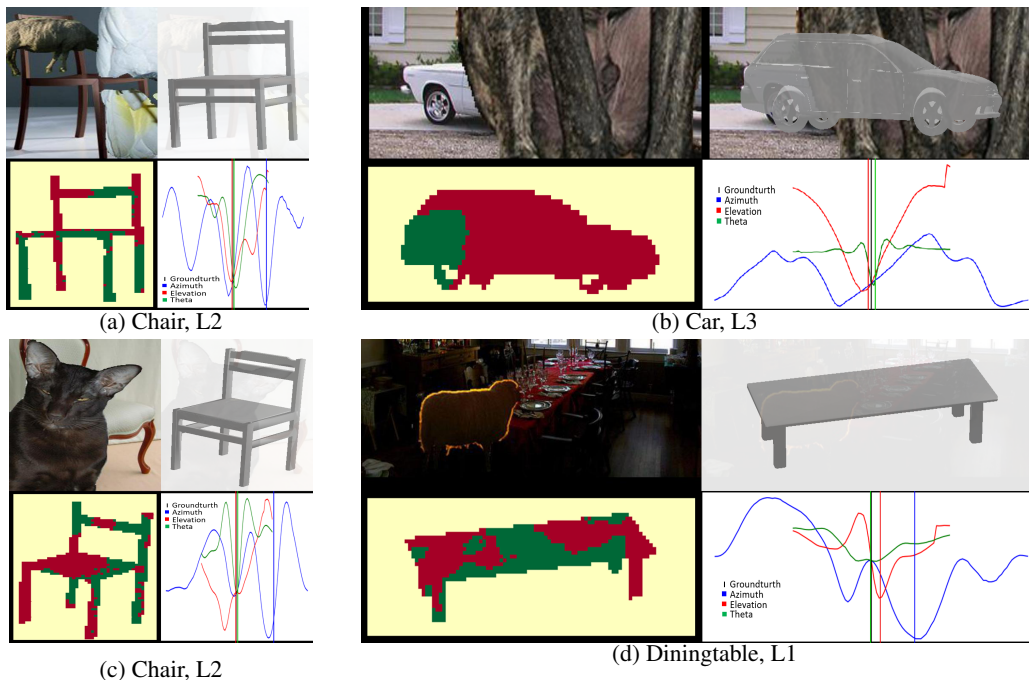 I Groundturth
Azimuth
Elevation
Theta
(a) Chair, L2
I Groundturth
Azimuth
Elevation
Theta
(b) Car, L3
I Groundturth
Azimuth
Elevation
Theta
(c) Chair, L2
I Groundturth
Azimuth
Elevation
Theta
(d) Diningtable, L1